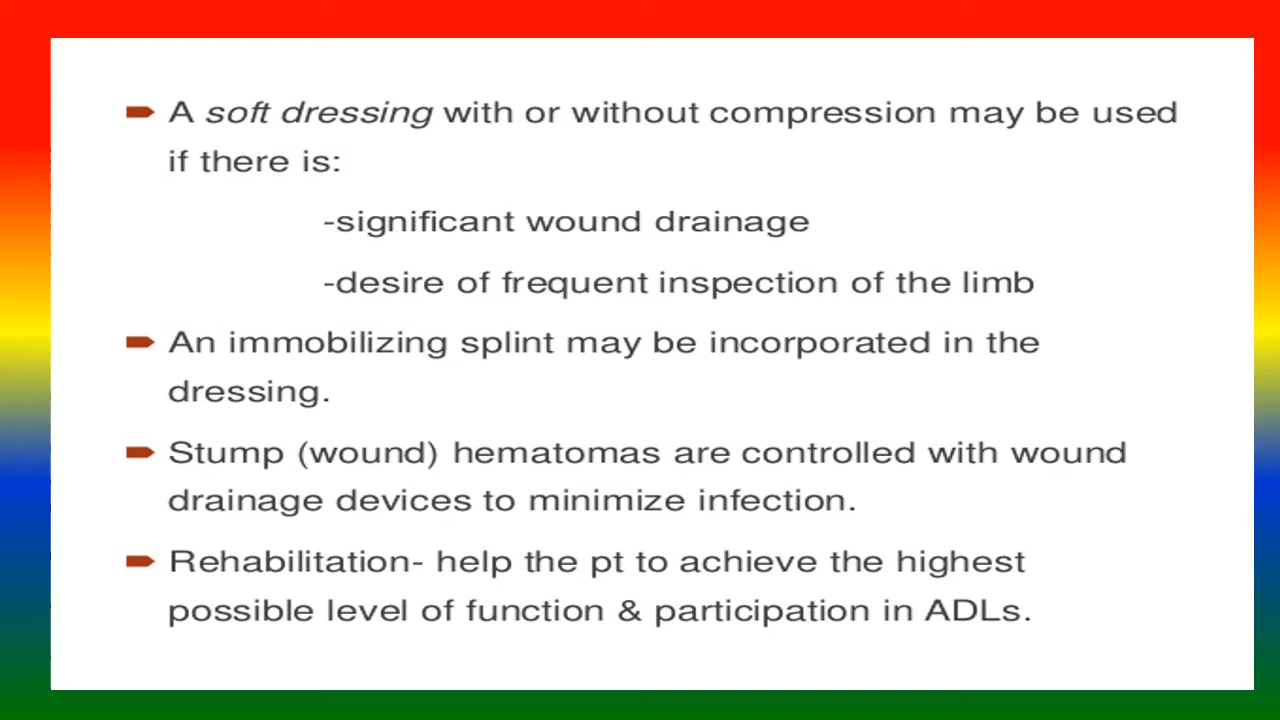 A soft dressing with or without compression may be used
if there is:
-significant wound drainage
-desire of frequent inspection of the limb
An immobilizing splint may be incorporated in the
dressing.
Stump (wound) hematomas are controlled with wound
drainage devices to minimize infection.
Rehabilitation- help the pt to achieve the highest
possible level of function & participation in ADLs.